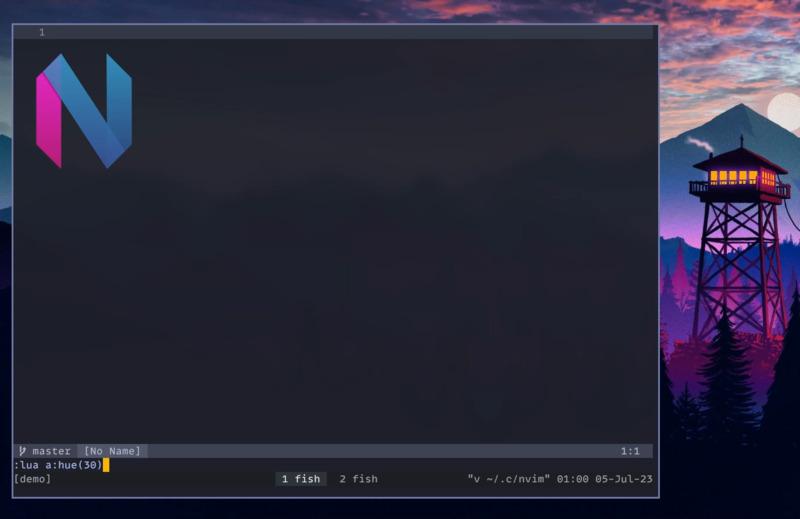 1
master [No Name] 1:1
:lua a:hue(30)
[demo] 1 fish 2 fish "v ~/.c/nvim" 01:00 05-Jul-23